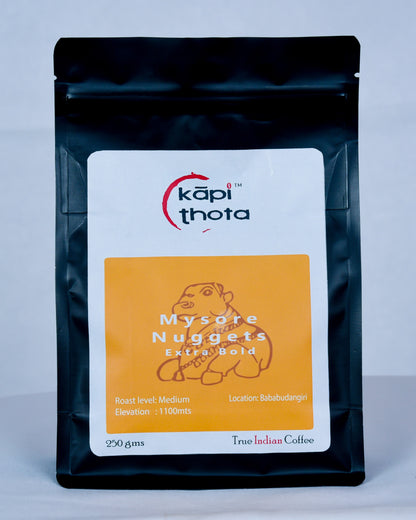 kāpi TM
thota
Mysore
Nuggets
Extra Bold
Roast level: Medium
Location: Bababudangiri
Elevation : 1100mts
250 gms
True Indian Coffee